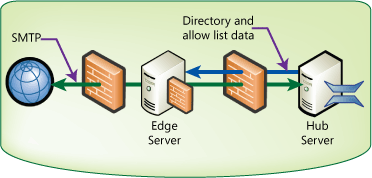 Directory and
allow list data
SMTP
Edge
Server
Hub
Server